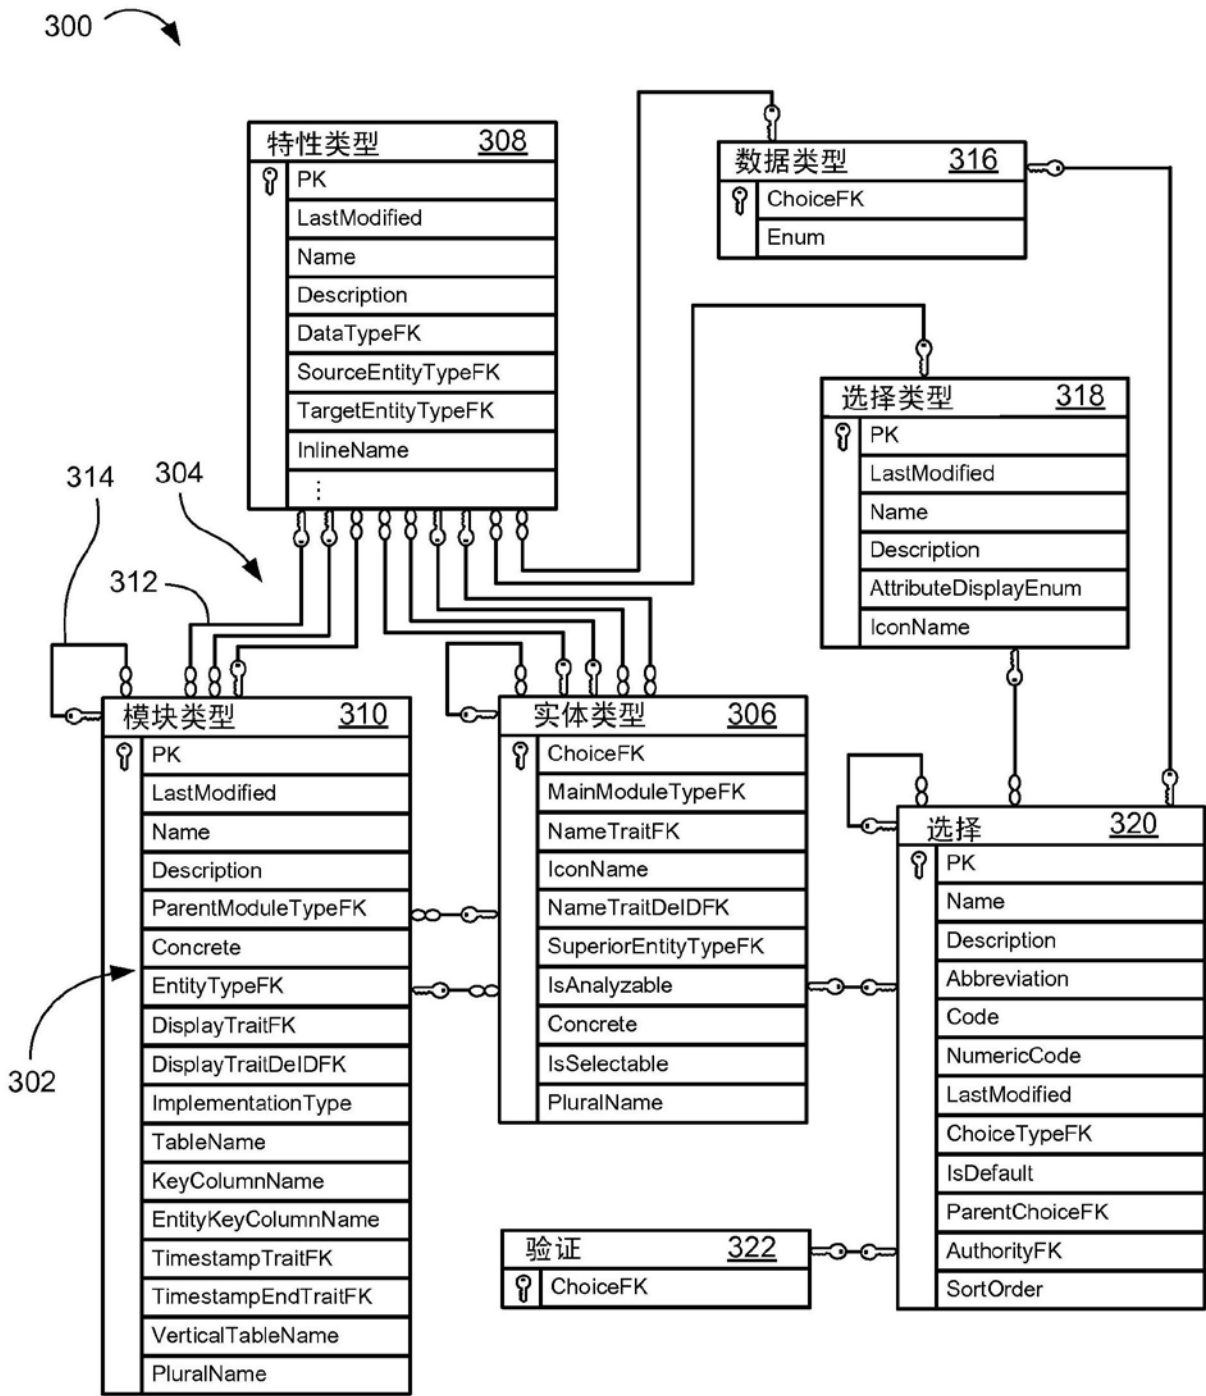 300
特性类型 308
PK
LastModified
Name
Description
DataTypeFK
SourceEntityTypeFK
TargetEntityTypeFK
InlineName
⋮
数据类型 316
ChoiceFK
Enum
选择类型 318
PK
LastModified
Name
Description
AttributeDisplayEnum
IconName
304
314
312
模块类型 310
PK
LastModified
Name
Description
ParentModuleTypeFK
Concrete
EntityTypeFK
DisplayTraitFK
DisplayTraitDeIDFK
ImplementationType
TableName
KeyColumnName
EntityKeyColumnName
TimestampTraitFK
TimestampEndTraitFK
VerticalTableName
PluralName
302
实体类型 306
ChoiceFK
MainModuleTypeFK
NameTraitFK
IconName
NameTraitDeIDFK
SuperiorEntityTypeFK
IsAnalyzable
Concrete
IsSelectable
PluralName
选择 320
PK
Name
Description
Abbreviation
Code
NumericCode
LastModified
ChoiceTypeFK
IsDefault
ParentChoiceFK
AuthorityFK
SortOrder
验证 322
ChoiceFK